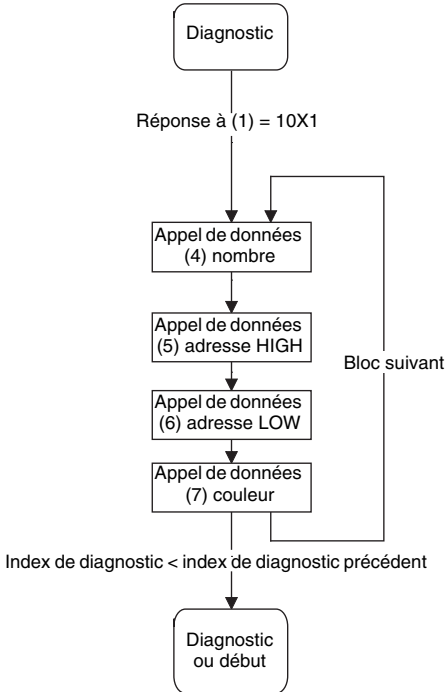 Diagnostic
Réponse à (1) = 10X1
Appel de données
(4) nombre
Appel de données
(5) adresse HIGH
Bloc suivant
Appel de données
(6) adresse LOW
Appel de données
(7) couleur
Index de diagnostic < index de diagnostic précédent
Diagnostic
ou début